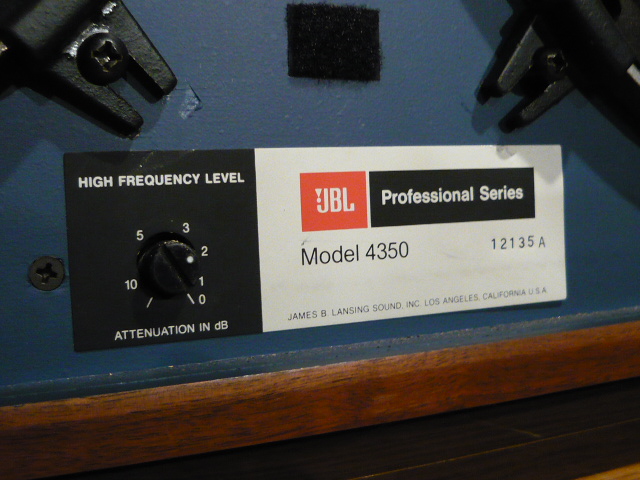 HIGH FREQUENCY LEVEL
3
5
2
10
1
0
ATTENUATION IN dB
JBL
Professional Series
Model 4350
12135 A
JAMES B. LANSING SOUND, INC. LOS ANGELES, CALIFORNIA U.S.A.